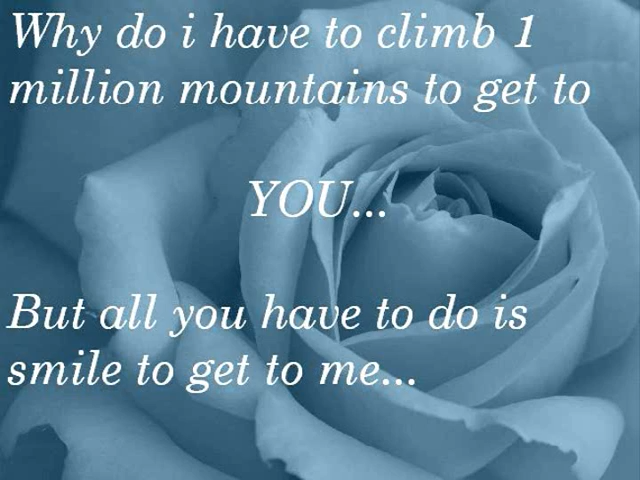 Why do i have to climb 1
million mountains to get to
YOU...
But all you have to do is
smile to get to me...